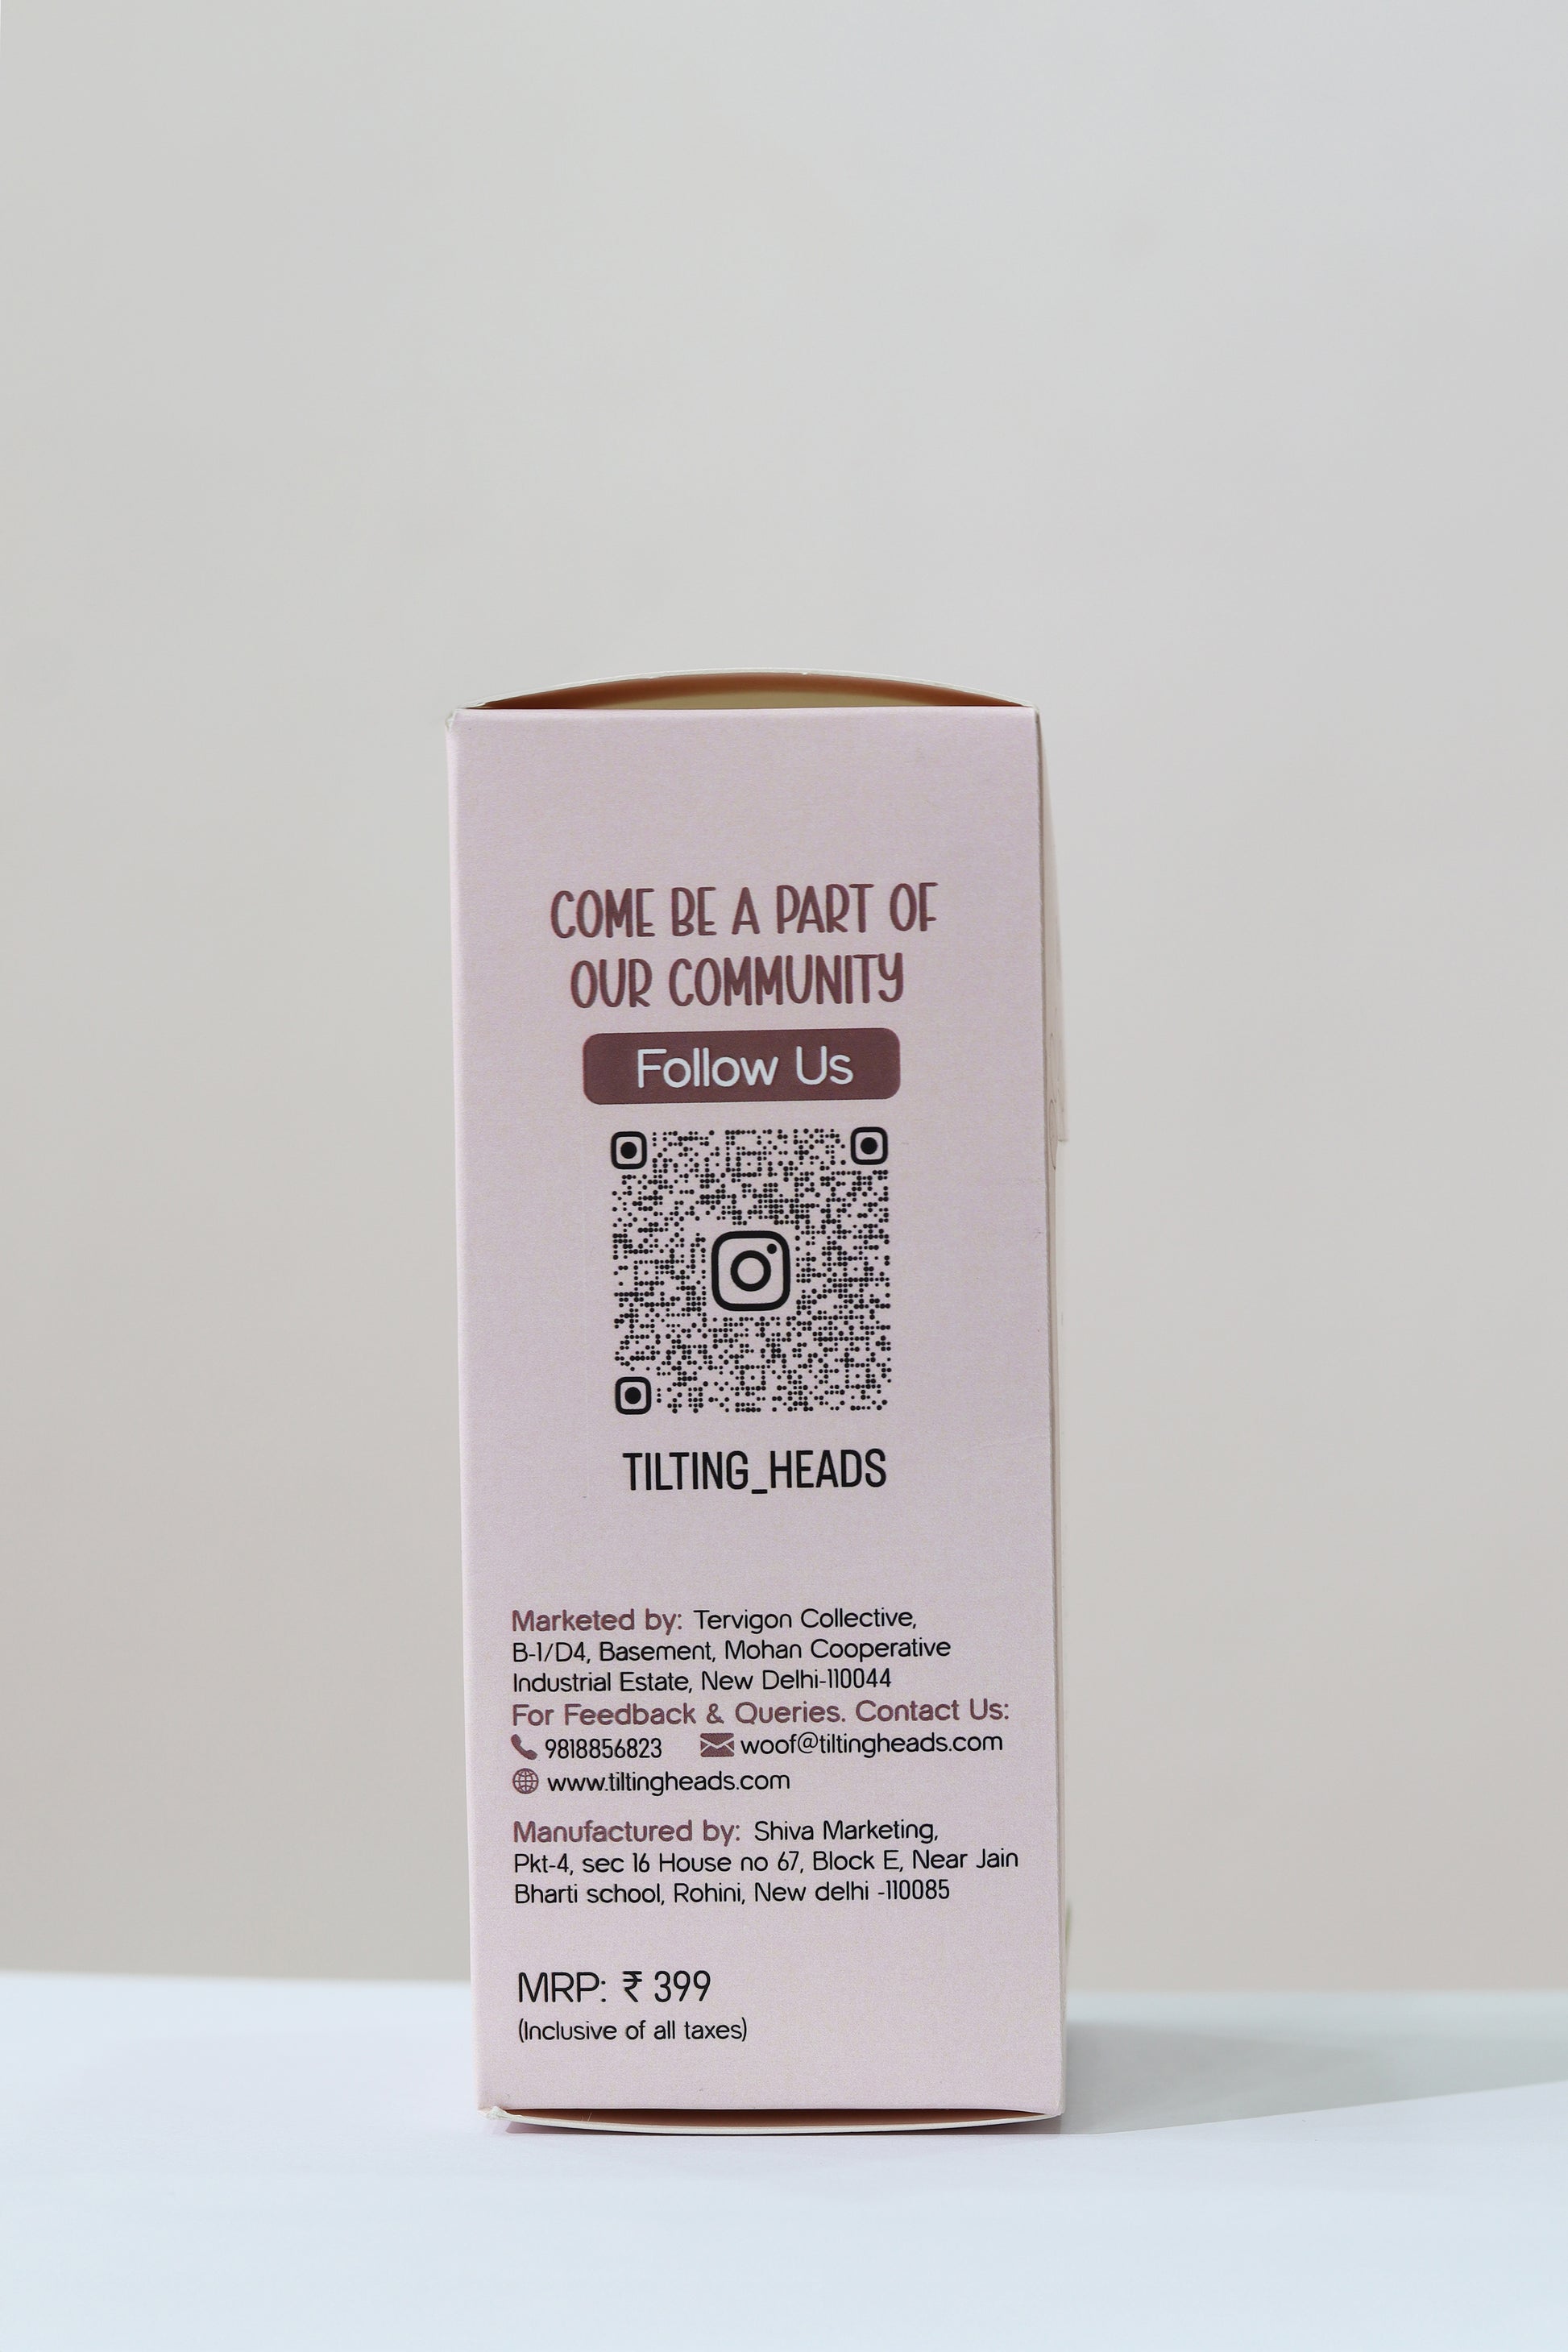 COME BE A PART OF
OUR COMMUNITY
Follow Us
TILTING_HEADS
Marketed by: Tervigon Collective,
B-1/D4, Basement, Mohan Cooperative
Industrial Estate, New Delhi-110044
For Feedback & Queries. Contact Us:
9818856823 woof@tiltingheads.com
www.tiltingheads.com
Manufactured by: Shiva Marketing,
Pkt-4, sec 16 House no 67, Block E, Near Jain
Bharti school, Rohini, New delhi -110085
MRP: ₹ 399
(Inclusive of all taxes)